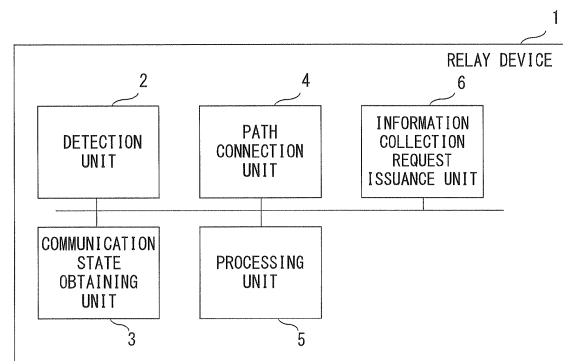 1
RELAY DEVICE
2
DETECTION
UNIT
4
PATH
CONNECTION
UNIT
6
INFORMATION
COLLECTION
REQUEST
ISSUANCE UNIT
COMMUNICATION
STATE
OBTAINING
UNIT
3
PROCESSING
UNIT
5